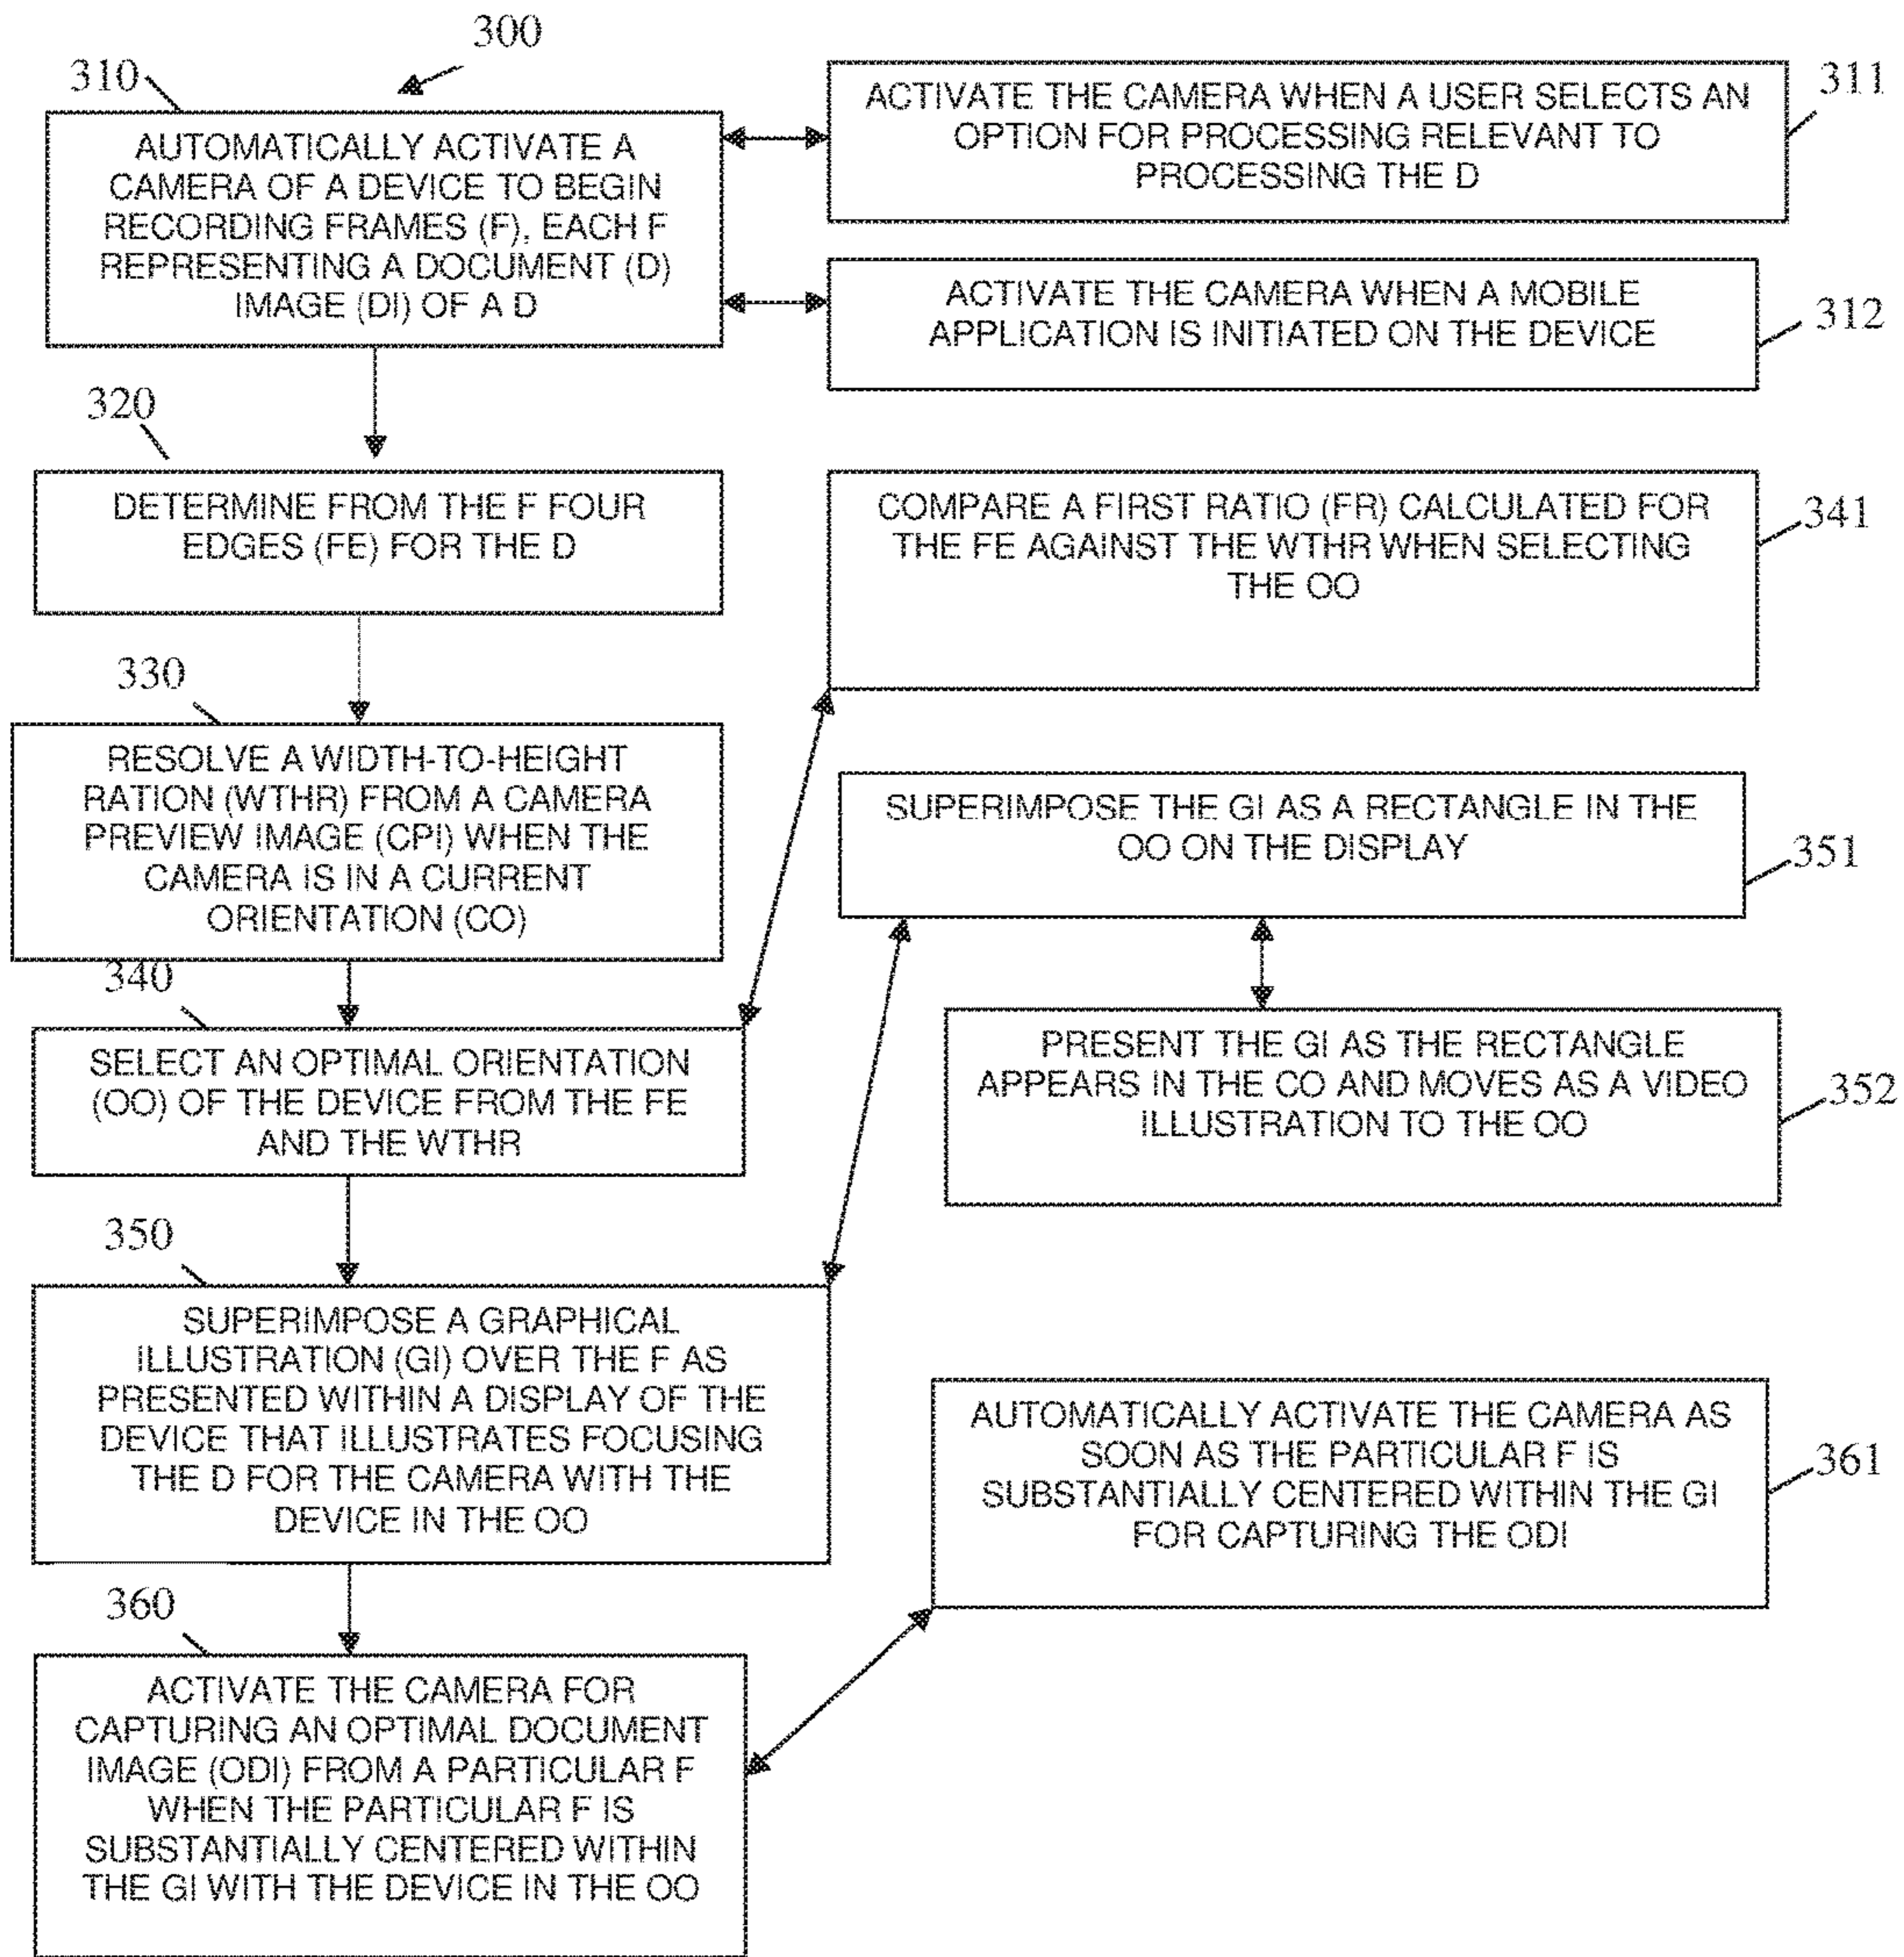 300
310
AUTOMATICALLY ACTIVATE A
CAMERA OF A DEVICE TO BEGIN
RECORDING FRAMES (F), EACH F
REPRESENTING A DOCUMENT (D)
IMAGE (DI) OF A D
ACTIVATE THE CAMERA WHEN A USER SELECTS AN
OPTION FOR PROCESSING RELEVANT TO
PROCESSING THE D
311
ACTIVATE THE CAMERA WHEN A MOBILE
APPLICATION IS INITIATED ON THE DEVICE
312
320
DETERMINE FROM THE F FOUR
EDGES (FE) FOR THE D
COMPARE A FIRST RATIO (FR) CALCULATED FOR
THE FE AGAINST THE WTHR WHEN SELECTING
THE OO
341
330
RESOLVE A WIDTH-TO-HEIGHT
RATION (WTHR) FROM A CAMERA
PREVIEW IMAGE (CPI) WHEN THE
CAMERA IS IN A CURRENT
ORIENTATION (CO)
SUPERIMPOSE THE GI AS A RECTANGLE IN THE
OO ON THE DISPLAY
351
340
SELECT AN OPTIMAL ORIENTATION
(OO) OF THE DEVICE FROM THE FE
AND THE WTHR
PRESENT THE GI AS THE RECTANGLE
APPEARS IN THE CO AND MOVES AS A VIDEO
ILLUSTRATION TO THE OO
352
350
SUPERIMPOSE A GRAPHICAL
ILLUSTRATION (GI) OVER THE F AS
PRESENTED WITHIN A DISPLAY OF THE
DEVICE THAT ILLUSTRATES FOCUSING
THE D FOR THE CAMERA WITH THE
DEVICE IN THE OO
AUTOMATICALLY ACTIVATE THE CAMERA AS
SOON AS THE PARTICULAR F IS
SUBSTANTIALLY CENTERED WITHIN THE GI
FOR CAPTURING THE ODI
361
360
ACTIVATE THE CAMERA FOR
CAPTURING AN OPTIMAL DOCUMENT
IMAGE (ODI) FROM A PARTICULAR F
WHEN THE PARTICULAR F IS
SUBSTANTIALLY CENTERED WITHIN
THE GI WITH THE DEVICE IN THE OO